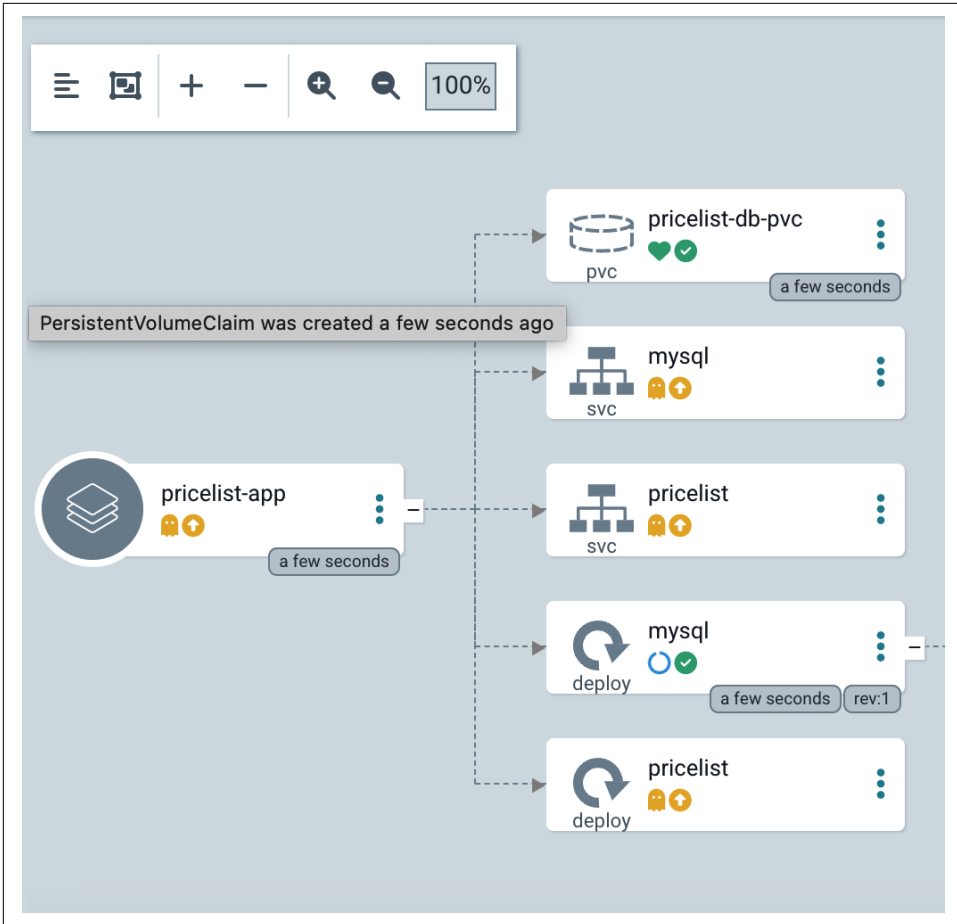 100%
pricelist-db-pvc
pvc
a few seconds
PersistentVolumeClaim was created a few seconds ago
mysql
svc
pricelist-app
a few seconds
pricelist
svc
mysql
deploy
a few seconds
rev:1
pricelist
deploy